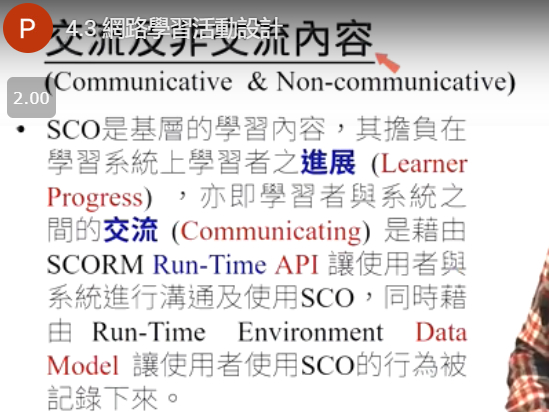 P
4.3 網路學習活動設計
交流及非交流內容
(Communicative & Non-communicative)
2.00
• SCO是基層的學習內容，其擔負在
學習系統上學習者之進展 (Learner
Progress) ，亦即學習者與系統之
間的交流 (Communicating) 是藉由
SCORM Run-Time API 讓使用者與
系統進行溝通及使用SCO，同時藉
由 Run-Time Environment Data
Model 讓使用者使用SCO的行為被
記錄下來。